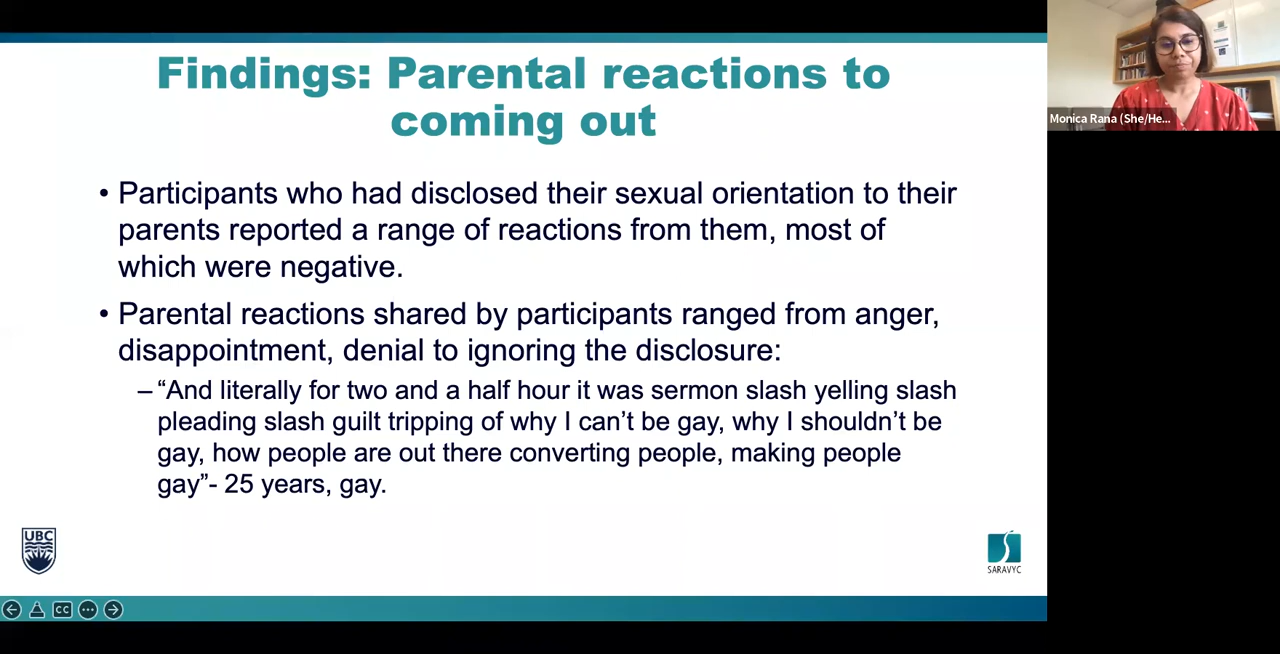 Findings: Parental reactions to
coming out
• Participants who had disclosed their sexual orientation to their
parents reported a range of reactions from them, most of
which were negative.
• Parental reactions shared by participants ranged from anger,
disappointment, denial to ignoring the disclosure:
– “And literally for two and a half hour it was sermon slash yelling slash
pleading slash guilt tripping of why I can’t be gay, why I shouldn’t be
gay, how people are out there converting people, making people
gay”- 25 years, gay.
UBC
SARAVYC
CC
Monica Rana (She/He...